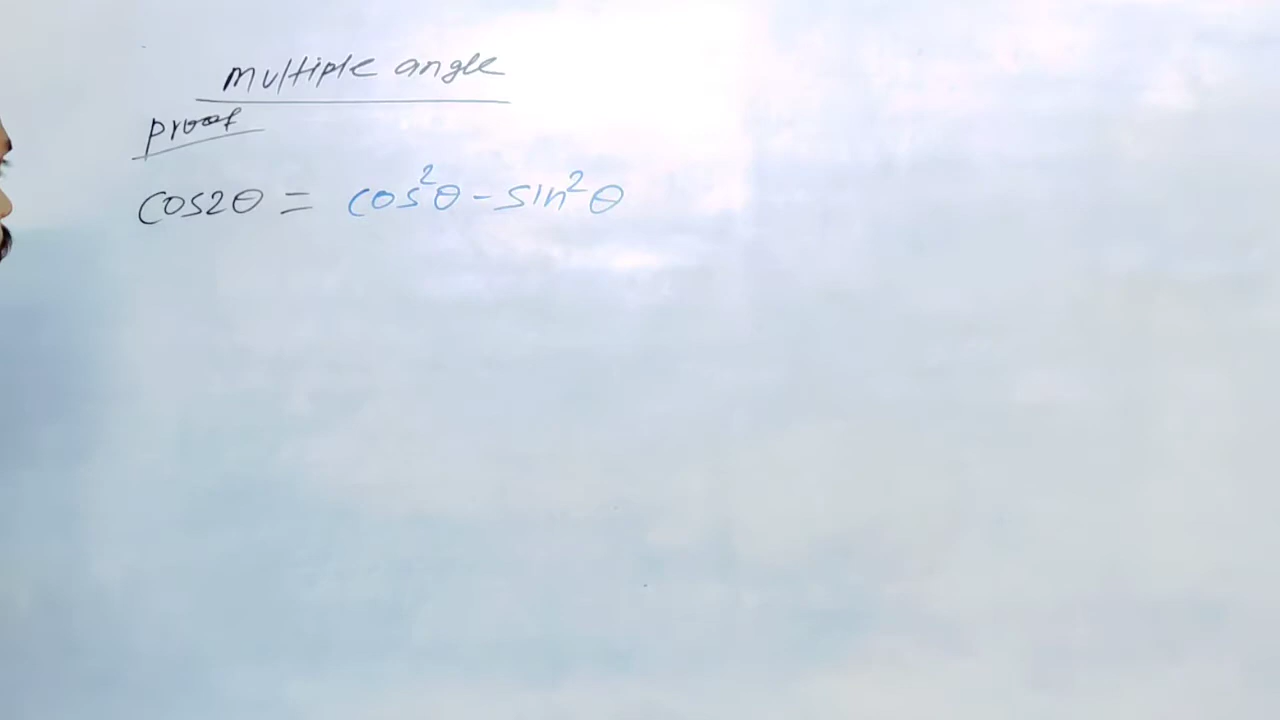 multiple angle
proof
cos2θ = cos²θ - sin²θ